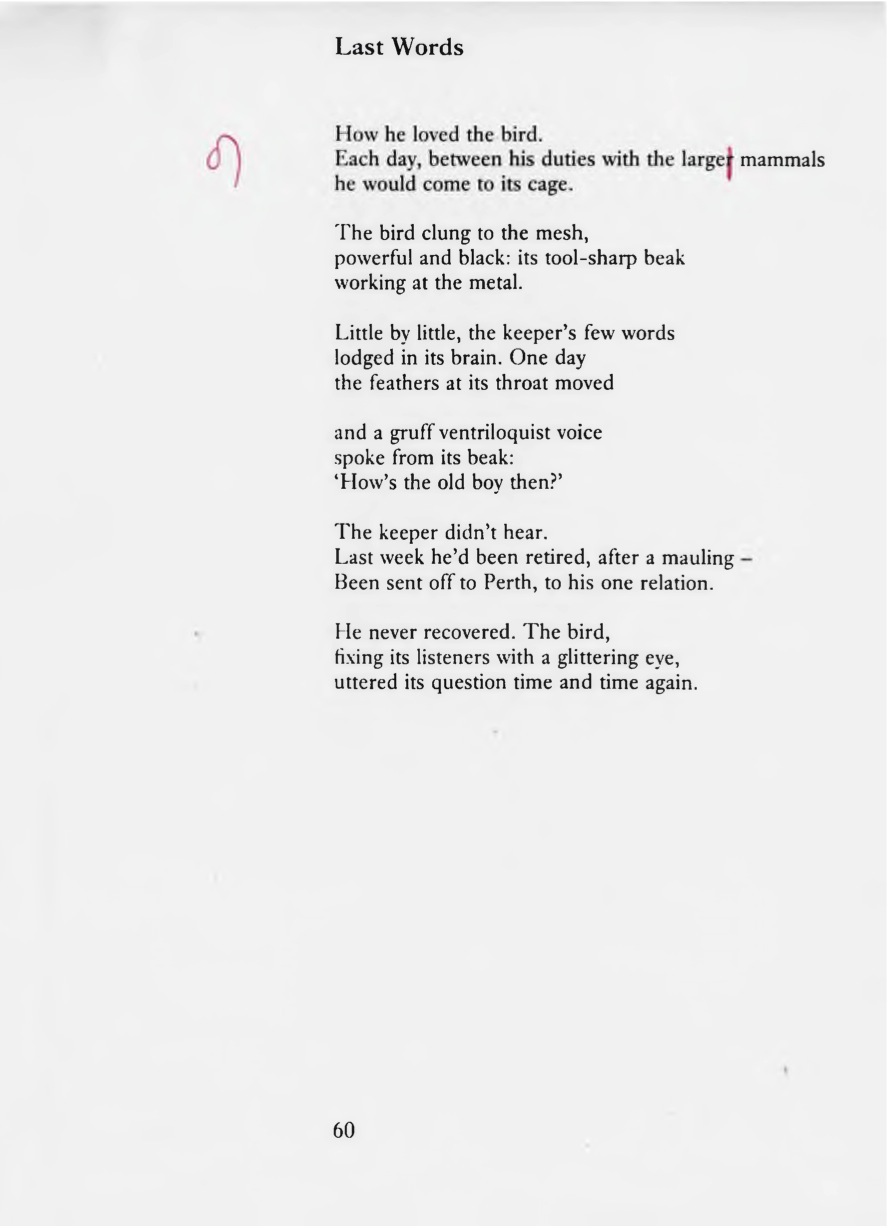 Last Words
How he loved the bird.
Each day, between his duties with the larger mammals
he would come to its cage.
The bird clung to the mesh,
powerful and black: its tool-sharp beak
working at the metal.
Little by little, the keeper's few words
lodged in its brain. One day
the feathers at its throat moved
and a gruff ventriloquist voice
spoke from its beak:
‘How's the old boy then?’
The keeper didn't hear.
Last week he'd been retired, after a mauling –
Been sent off to Perth, to his one relation.
He never recovered. The bird,
fixing its listeners with a glittering eye,
uttered its question time and time again.
60